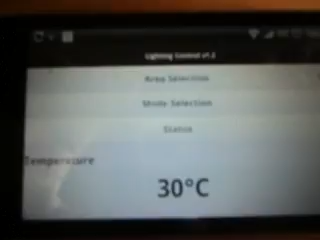 Lighting Control v1.2
Area Selection
Mode Selection
Status
Temperature
30°C